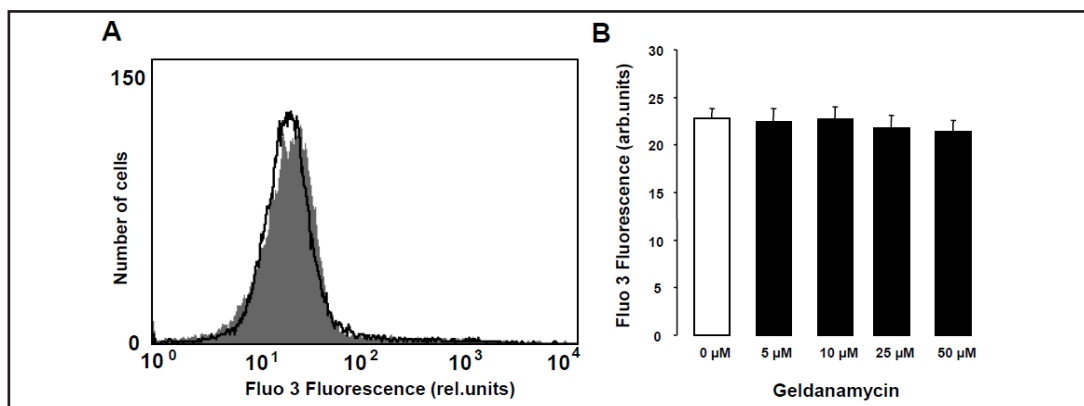 A
150
Number of cells
0
10^0 10^1 10^2 10^3 10^4
Fluo 3 Fluorescence (rel.units)
B
Fluo 3 Fluorescence (arb.units)
30
25
20
15
10
5
0
0 µM 5 µM 10 µM 25 µM 50 µM
Geldanamycin